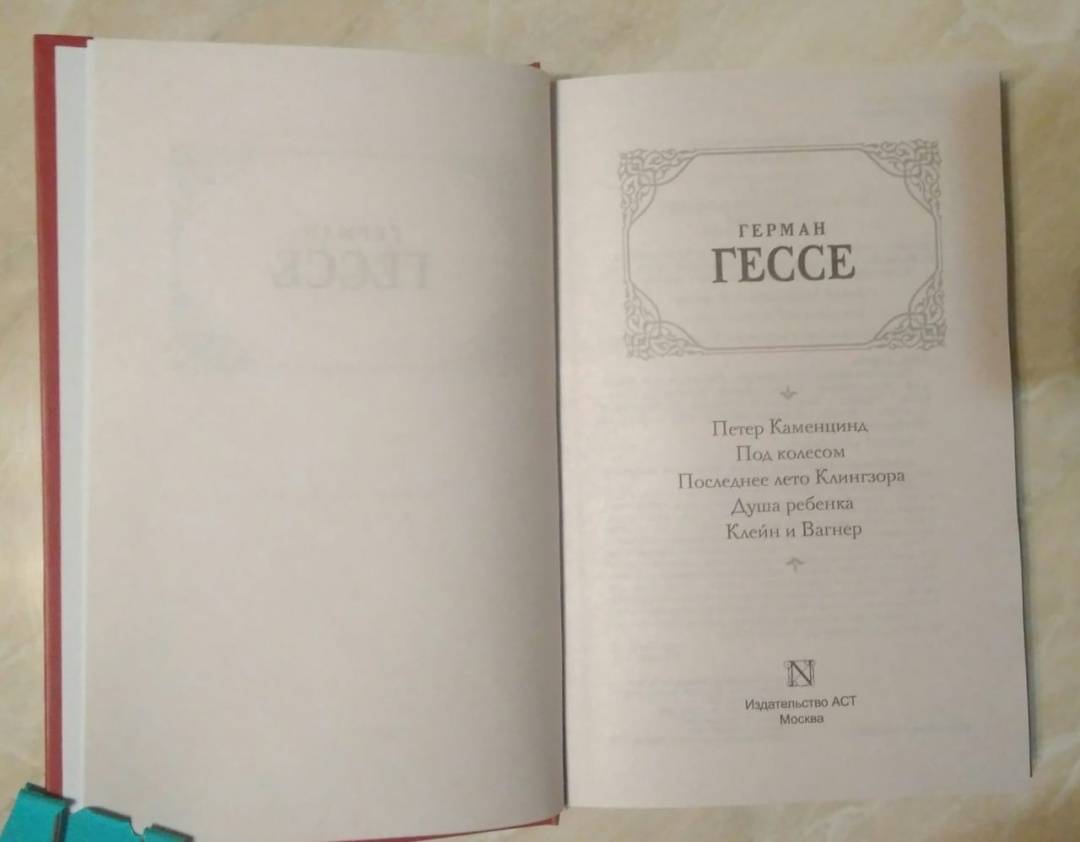 ГЕРМАН
ГЕССЕ
Петер Каменцинд
Под колесом
Последнее лето Клингзора
Душа ребенка
Клейн и Вагнер
N
Издательство АСТ
Москва